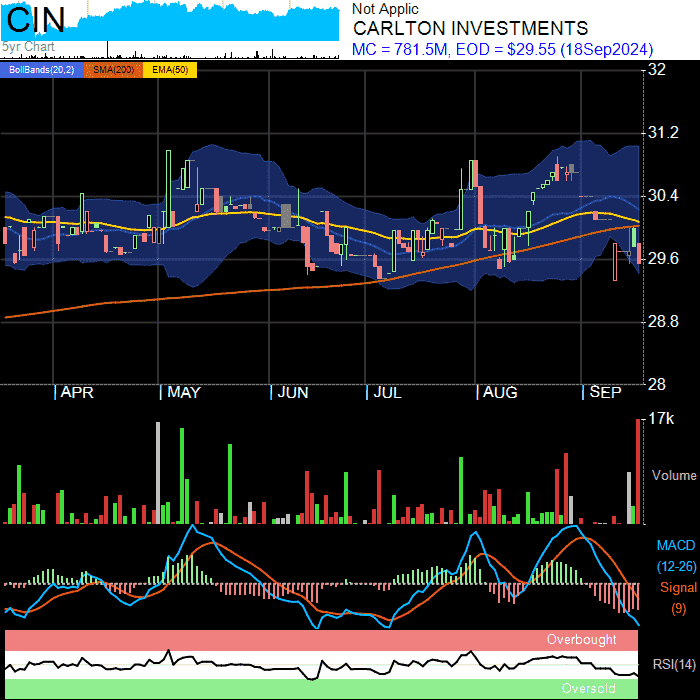 CIN
5yr Chart
Not Applic
CARLTON INVESTMENTS
MC = 781.5M, EOD = $29.55 (18Sep2024)
BollBands(20,2) SMA(200) EMA(50)
32
31.2
30.4
29.6
28.8
28
APR MAY JUN JUL AUG SEP
17k
Volume
MACD
(12-26)
Signal
(9)
Overbought
RSI(14)
Oversold